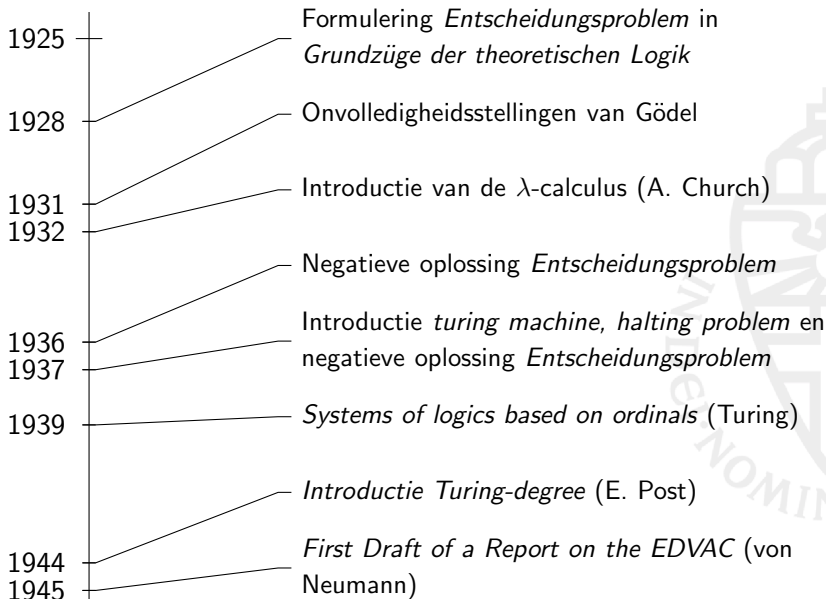 Formulering Entscheidungsproblem in
1925
Grundzüge der theoretischen Logik
1928
Onvolledigheidsstellingen van Gödel
1931
Introductie van de λ-calculus (A. Church)
1932
Negatieve oplossing Entscheidungsproblem
1936
Introductie turing machine, halting problem en
1937
negatieve oplossing Entscheidungsproblem
1939
Systems of logics based on ordinals (Turing)
Introductie Turing-degree (E. Post)
1944
First Draft of a Report on the EDVAC (von
1945
Neumann)